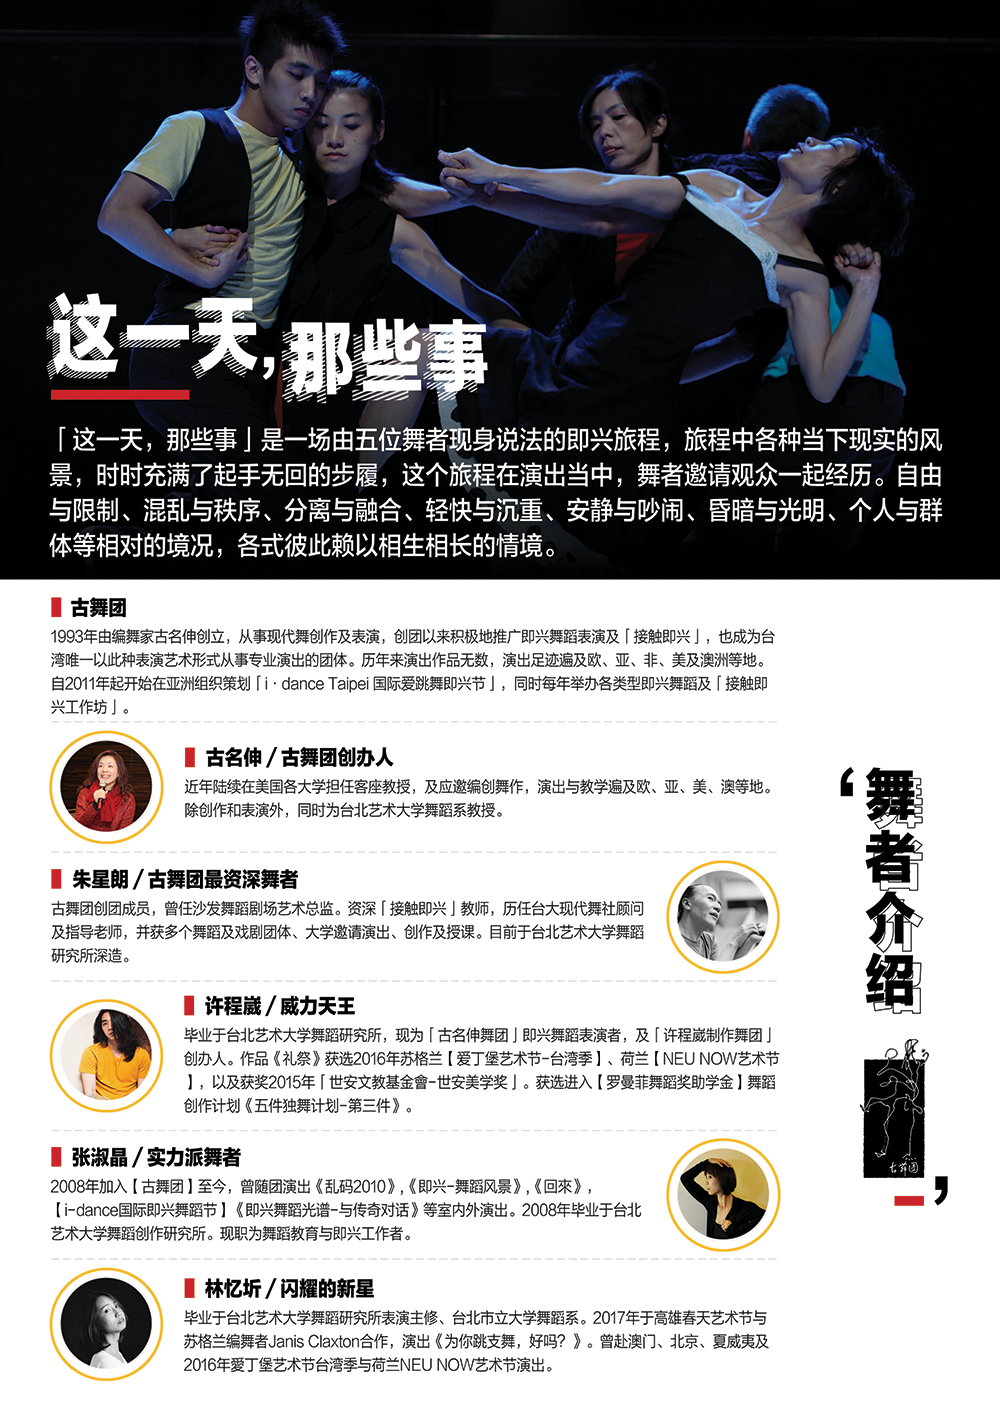 这一天,那些事
「这一天，那些事」是一场由五位舞者现身说法的即兴旅程，旅程中各种当下现实的风
景，时时充满了起手无回的步履，这个旅程在演出当中，舞者邀请观众一起经历。自由
与限制、混乱与秩序、分离与融合、轻快与沉重、安静与吵闹、昏暗与光明、个人与群
体等相对的境况，各式彼此赖以相生相长的情境。
古舞团
1993年由编舞家古名伸创立，从事现代舞创作及表演，创团以来积极地推广即兴舞蹈表演及「接触即兴」，也成为台
湾唯一以此种表演艺术形式从事专业演出的团体。历年来演出作品无数，演出足迹遍及欧、亚、非、美及澳洲等地。
自2011年起开始在亚洲组织策划「i · dance Taipei 国际爱跳舞即兴节」，同时每年举办各类型即兴舞蹈及「接触即
兴工作坊」。
古名伸 / 古舞团创办人
近年陆续在美国各大学担任客座教授，及应邀编创舞作，演出与教学遍及欧、亚、美、澳等地。
除创作和表演外，同时为台北艺术大学舞蹈系教授。
朱星朗 / 古舞团最资深舞者
古舞团创团成员，曾任沙发舞蹈剧场艺术总监。资深「接触即兴」教师，历任台大现代舞社顾问
及指导老师，并获多个舞蹈及戏剧团体、大学邀请演出、创作及授课。目前于台北艺术大学舞蹈
研究所深造。
许程崴 / 威力天王
毕业于台北艺术大学舞蹈研究所，现为「古名伸舞团」即兴舞蹈表演者，及「许程崴制作舞团」
创办人。作品《礼祭》获选2016年苏格兰【爱丁堡艺术节-台湾季】、荷兰【NEU NOW艺术节
】，以及获奖2015年「世安文教基金會-世安美学奖」。获选进入【罗曼菲舞蹈奖助学金】舞蹈
创作计划《五件独舞计划-第三件》。
张淑晶 / 实力派舞者
2008年加入【古舞团】至今，曾随团演出《乱码2010》,《即兴-舞蹈风景》,《回來》,
【i-dance国际即兴舞蹈节】《即兴舞蹈光谱-与传奇对话》等室内外演出。2008年毕业于台北
艺术大学舞蹈创作研究所。现职为舞蹈教育与即兴工作者。
林忆圻 / 闪耀的新星
毕业于台北艺术大学舞蹈研究所表演主修、台北市立大学舞蹈系。2017年于高雄春天艺术节与
苏格兰编舞者Janis Claxton合作，演出《为你跳支舞，好吗？》。曾赴澳门、北京、夏威夷及
2016年愛丁堡艺术节台湾季与荷兰NEU NOW艺术节演出。
‘舞者介绍’
古舞團